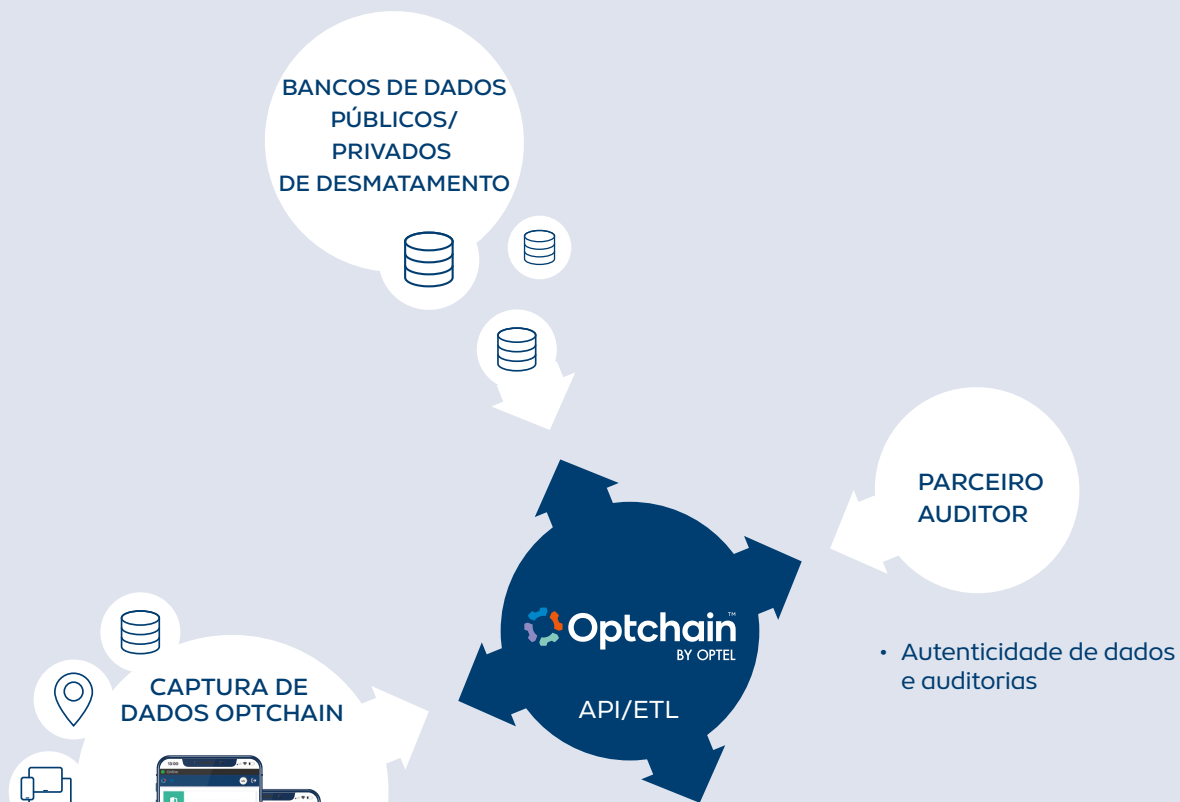 BANCOS DE DADOS
PÚBLICOS/
PRIVADOS
DE DESMATAMENTO
PARCEIRO
AUDITOR
Optchain™
BY OPTEL
API/ETL
• Autenticidade de dados
e auditorias
CAPTURA DE
DADOS OPTCHAIN